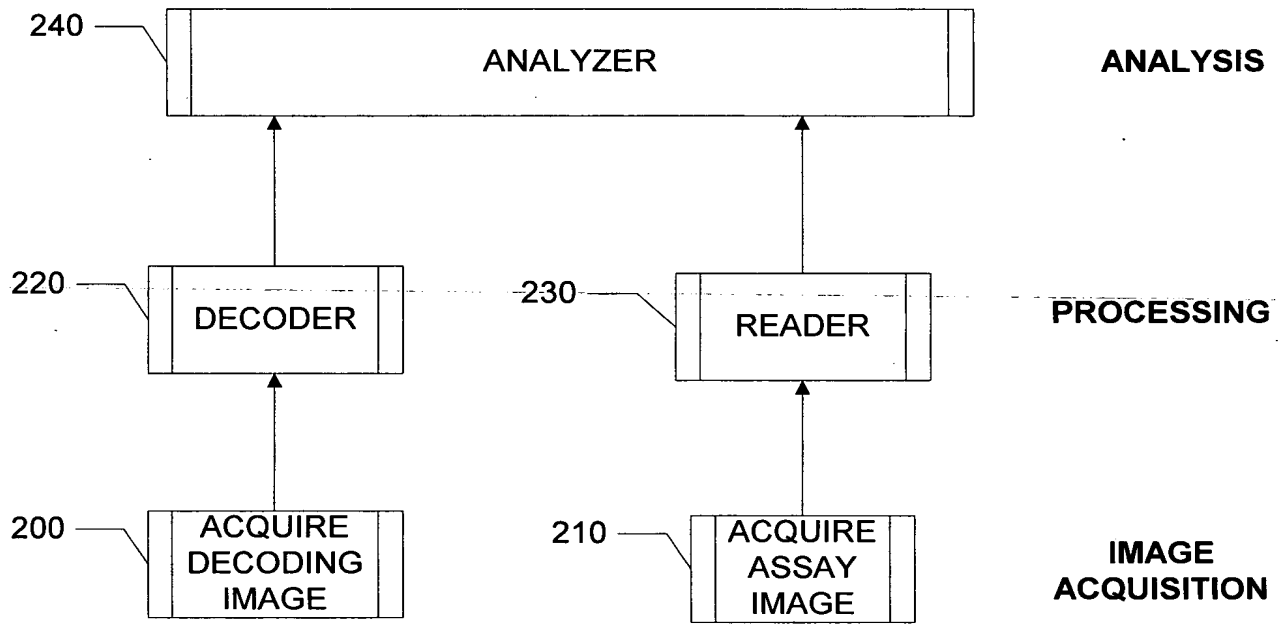 240
ANALYZER
ANALYSIS
220
DECODER
230
READER
PROCESSING
200
ACQUIRE
DECODING
IMAGE
210
ACQUIRE
ASSAY
IMAGE
IMAGE
ACQUISITION